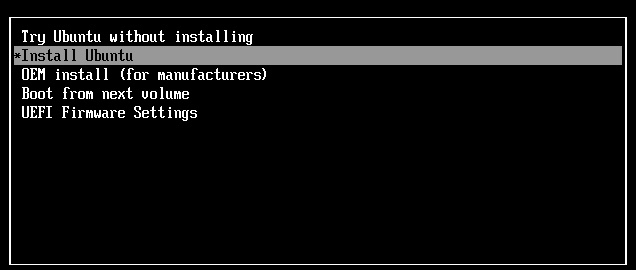 Try Ubuntu without installing
*Install Ubuntu
OEM install (for manufacturers)
Boot from next volume
UEFI Firmware Settings